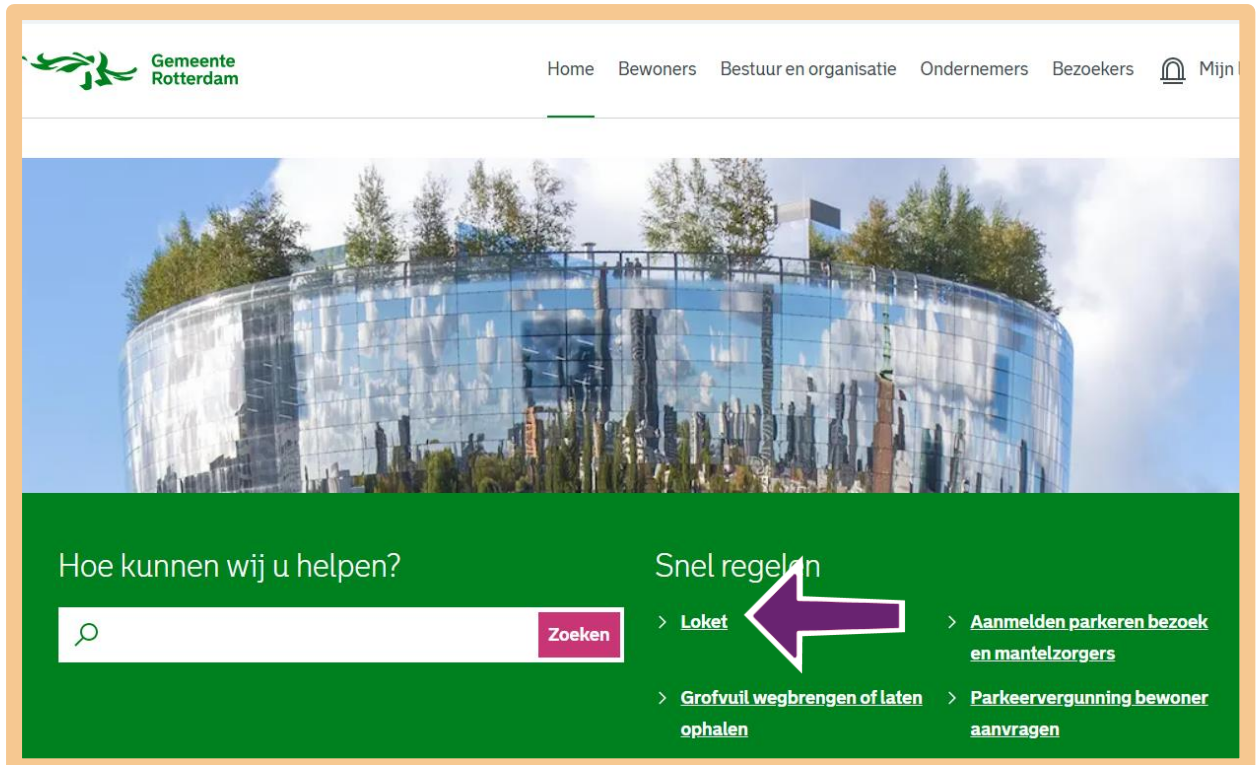 Gemeente
Rotterdam
Home Bewoners Bestuur en organisatie Ondernemers Bezoekers Mijn
Hoe kunnen wij u helpen?
Zoeken
Snel regelen
Loket
Aanmelden parkeren bezoek
en mantelzorgers
Grofvuil wegbrengen of laten
ophalen
Parkeervergunning bewoner
aanvragen